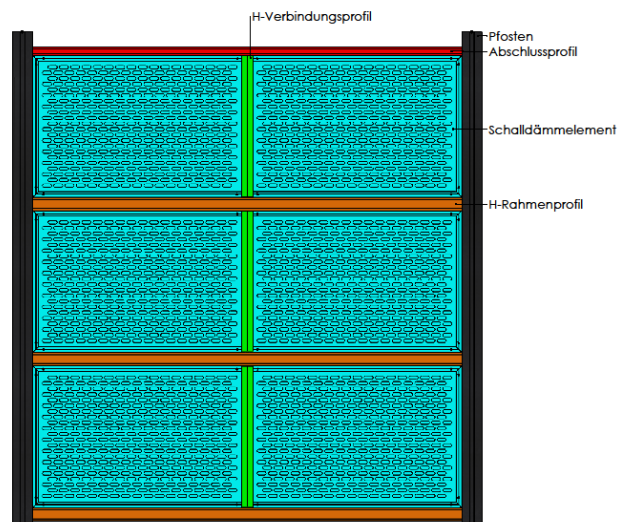 H-Verbindungsprofil
Pfosten
Abschlussprofil
Schalldämmelement
H-Rahmenprofil